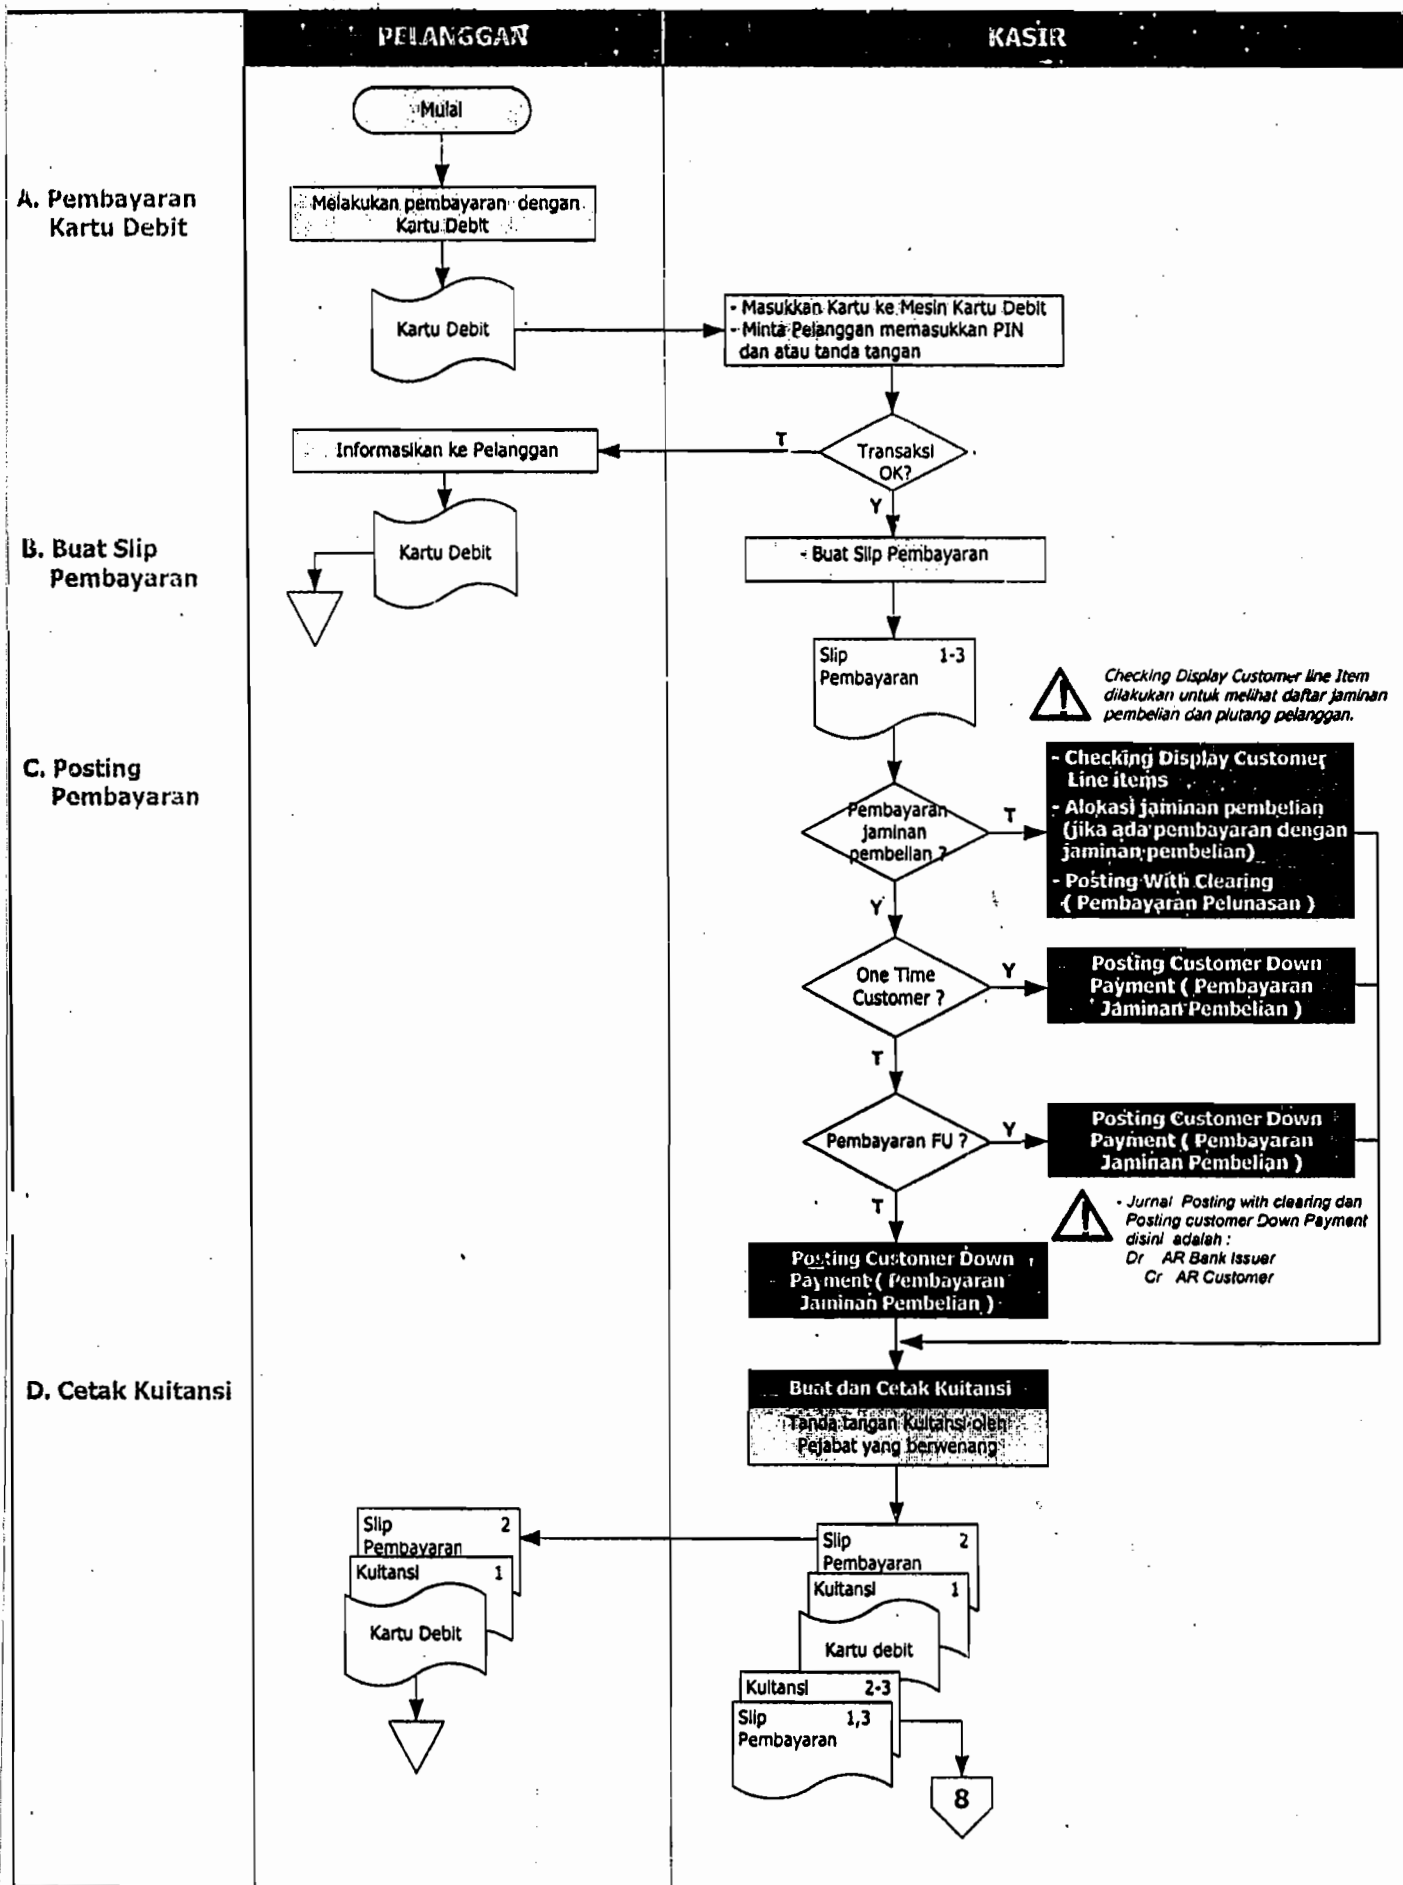 PELANGGAN
KASIR
Mulai
A. Pembayaran
Kartu Debit
Melakukan pembayaran dengan
Kartu Debit
Kartu Debit
- Masukkan Kartu ke Mesin Kartu Debit
- Minta Pelanggan memasukkan PIN
dan atau tanda tangan
Transaksi
OK?
T
Informasikan ke Pelanggan
Kartu Debit
Y
B. Buat Slip
Pembayaran
- Buat Slip Pembayaran
Slip 1-3
Pembayaran
Checking Display Customer line Item
dilakukan untuk melihat daftar jaminan
pembelian dan piutang pelanggan.
C. Posting
Pembayaran
Pembayaran
jaminan
pembelian ?
T
- Checking Display Customer
Line items
- Alokasi jaminan pembelian
(jika ada pembayaran dengan
jaminan pembelian)
- Posting With Clearing
( Pembayaran Pelunasan )
Y
One Time
Customer ?
Y
Posting Customer Down
Payment ( Pembayaran
Jaminan Pembelian )
T
Pembayaran FU ?
Y
Posting Customer Down
Payment ( Pembayaran
Jaminan Pembelian )
T
- Jurnal Posting with clearing dan
Posting customer Down Payment
disini adalah :
Dr AR Bank Issuer
Cr AR Customer
Posting Customer Down
Payment ( Pembayaran
Jaminan Pembelian )
D. Cetak Kuitansi
Buat dan Cetak Kuitansi
Tanda tangan Kuitansi oleh
Pejabat yang berwenang
Slip 2
Pembayaran
Kuitansi 1
Kartu Debit
Slip 2
Pembayaran
Kuitansi 1
Kartu debit
Kuitansi 2-3
Slip 1,3
Pembayaran
8